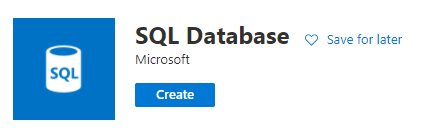 SQL
SQL Database
Save for later
Microsoft
Create